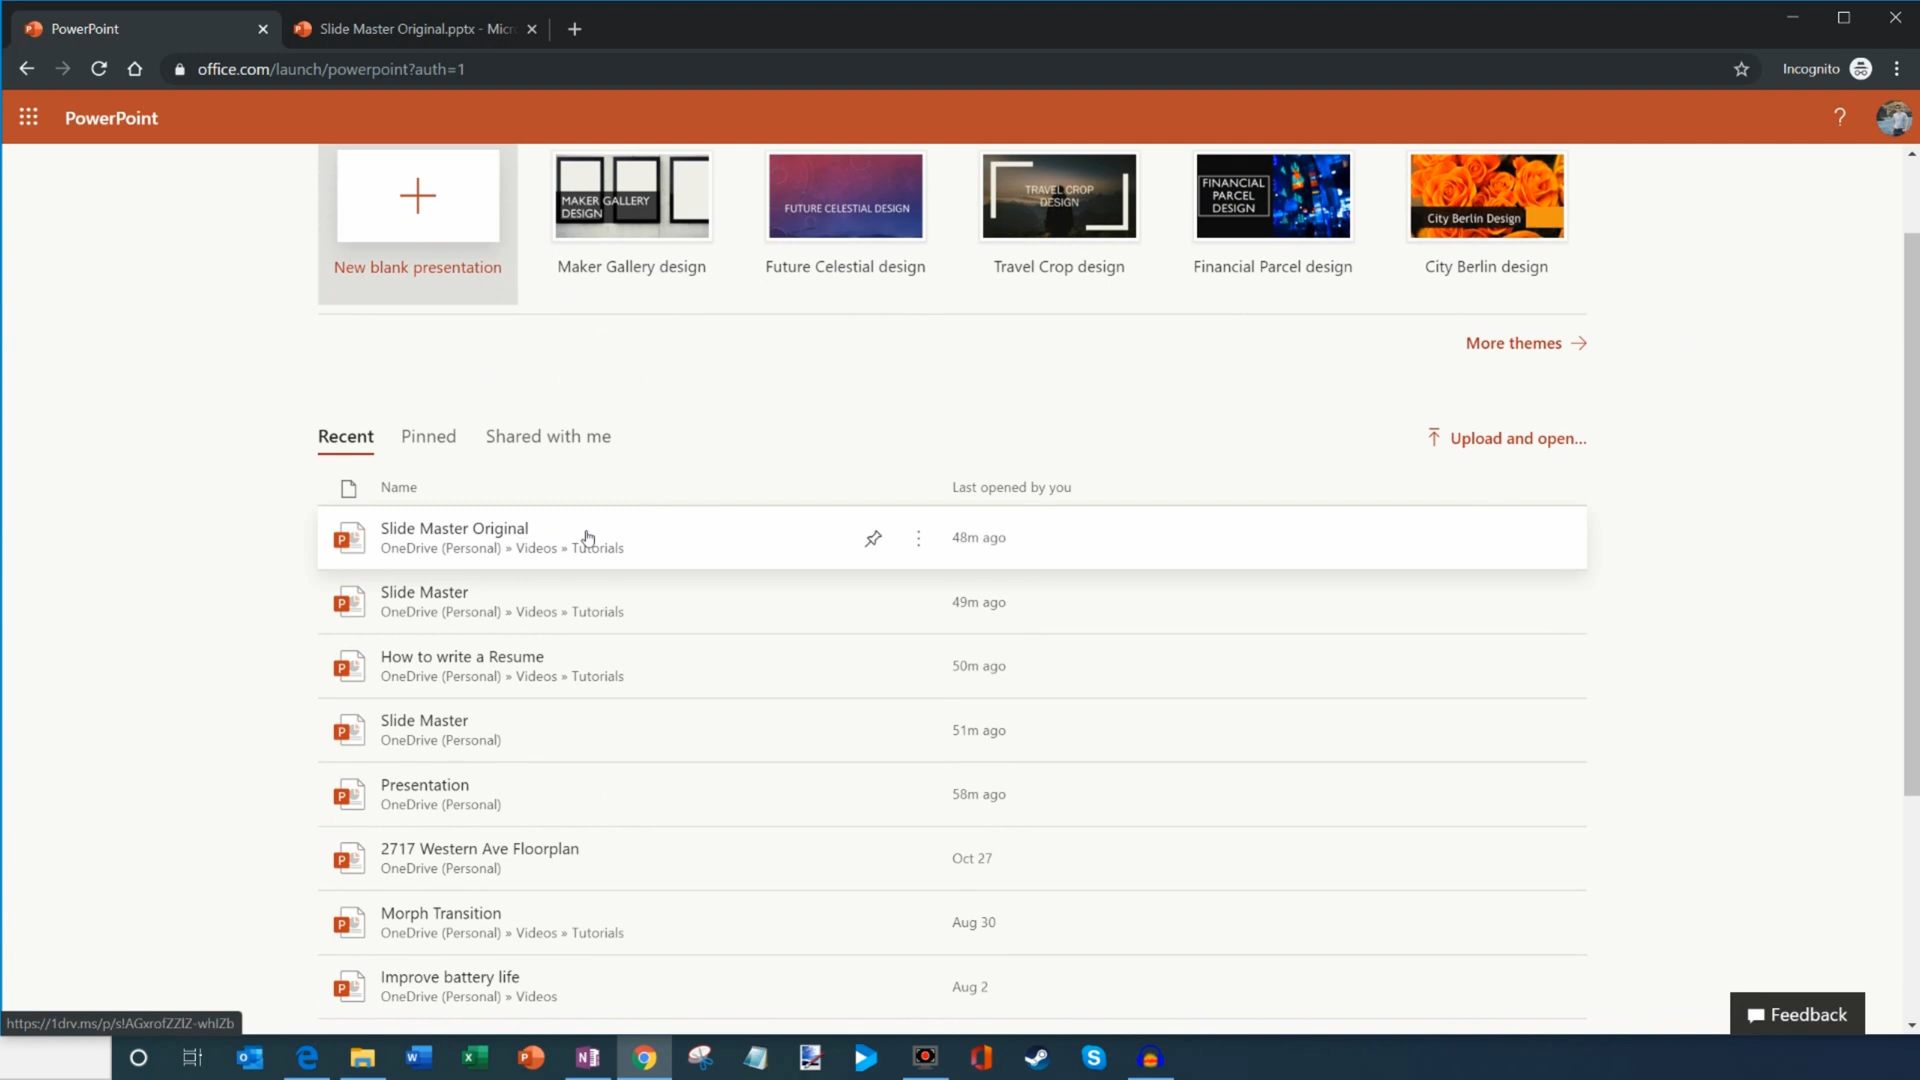 PowerPoint
Slide Master Original.pptx - Micr
office.com/launch/powerpoint?auth=1
Incognito
PowerPoint
?
MAKER GALLERY
DESIGN
FUTURE CELESTIAL DESIGN
TRAVEL CROP
DESIGN
FINANCIAL
PARCEL
DESIGN
City Berlin Design
New blank presentation
Maker Gallery design
Future Celestial design
Travel Crop design
Financial Parcel design
City Berlin design
More themes
Recent
Pinned
Shared with me
Upload and open...
Name
Last opened by you
Slide Master Original
OneDrive (Personal) » Videos » Tutorials
48m ago
Slide Master
OneDrive (Personal) » Videos » Tutorials
49m ago
How to write a Resume
OneDrive (Personal) » Videos » Tutorials
50m ago
Slide Master
OneDrive (Personal)
51m ago
Presentation
OneDrive (Personal)
58m ago
2717 Western Ave Floorplan
OneDrive (Personal)
Oct 27
Morph Transition
OneDrive (Personal) » Videos » Tutorials
Aug 30
Improve battery life
OneDrive (Personal) » Videos
Aug 2
https://1drv.ms/p/s!AGxrofZZlZ-whIZb
Feedback